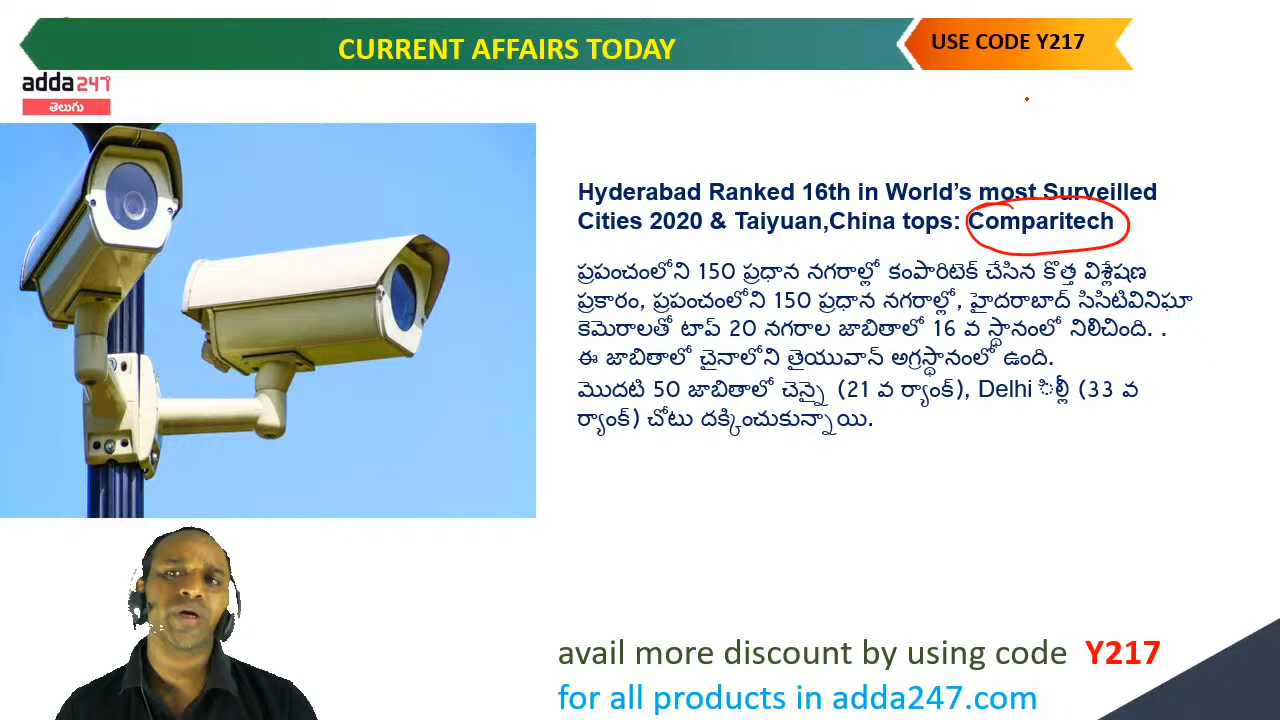 CURRENT AFFAIRS TODAY
USE CODE Y217
adda247
తెలుగు
Hyderabad Ranked 16th in World's most Surveilled
Cities 2020 & Taiyuan,China tops: Comparitech
ప్రపంచంలోని 150 ప్రధాన నగరాల్లో కంపారిటెక్ చేసిన కొత్త విశ్లేషణ
ప్రకారం, ప్రపంచంలోని 150 ప్రధాన నగరాల్లో, హైదరాబాద్ సిసిటివినిఘా
కెమెరాలతో టాప్ 20 నగరాల జాబితాలో 16 వ స్థానంలో నిలిచింది. .
ఈ జాబితాలో చైనాలోని తైయువాన్ అగ్రస్థానంలో ఉంది.
మొదటి 50 జాబితాలో చెన్నై (21 వ ర్యాంక్), Delhi ిల్లీ (33 వ
ర్యాంక్) చోటు దక్కించుకున్నాయి.
avail more discount by using code Y217
for all products in adda247.com